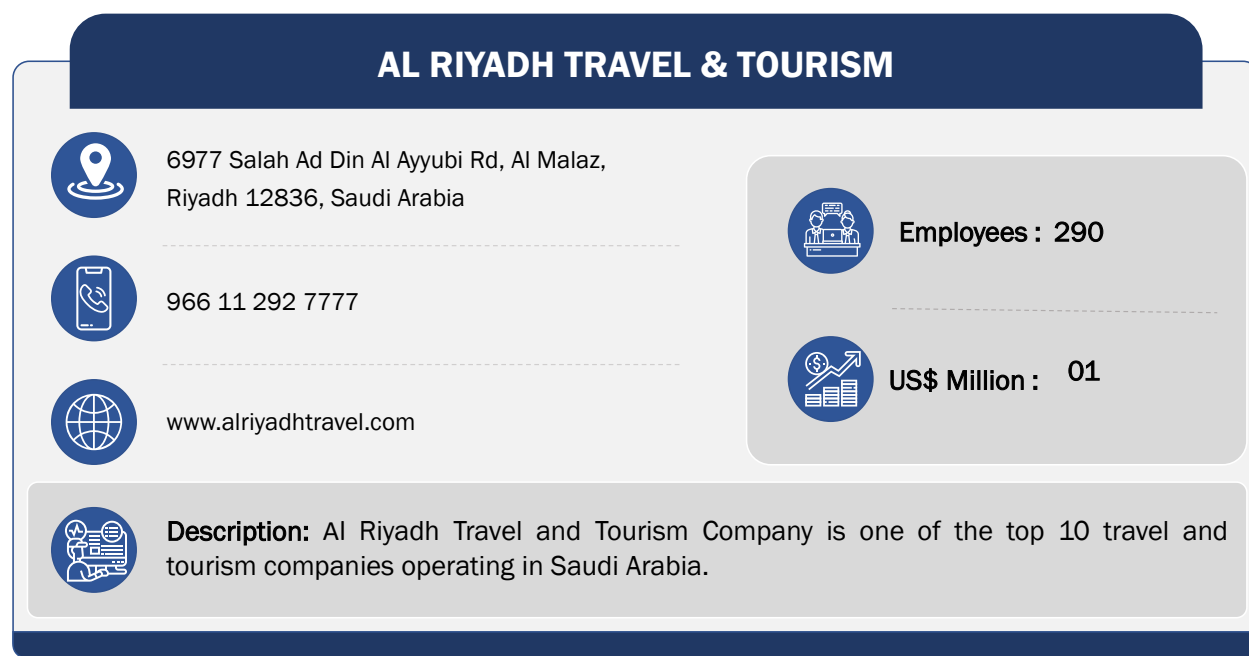 AL RIYADH TRAVEL & TOURISM
6977 Salah Ad Din Al Ayyubi Rd, Al Malaz,
Riyadh 12836, Saudi Arabia
966 11 292 7777
www.alriyadhtravel.com
Employees : 290
US$ Million : 01
Description: Al Riyadh Travel and Tourism Company is one of the top 10 travel and
tourism companies operating in Saudi Arabia.